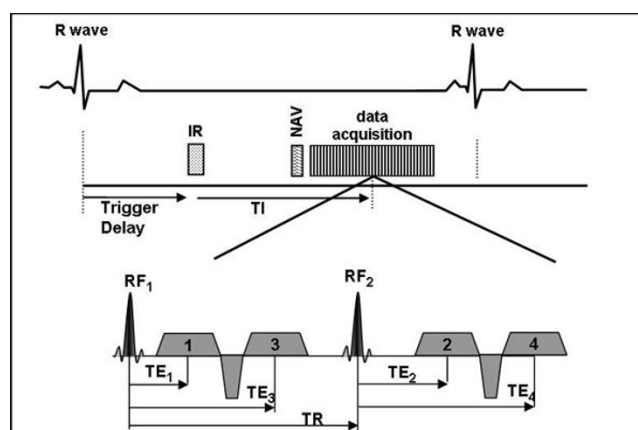 R wave
R wave
IR
NAV
data
acquisition
Trigger
Delay
TI
RF₁
RF₂
1
3
2
4
TE₁
TE₃
TE₂
TE₄
TR